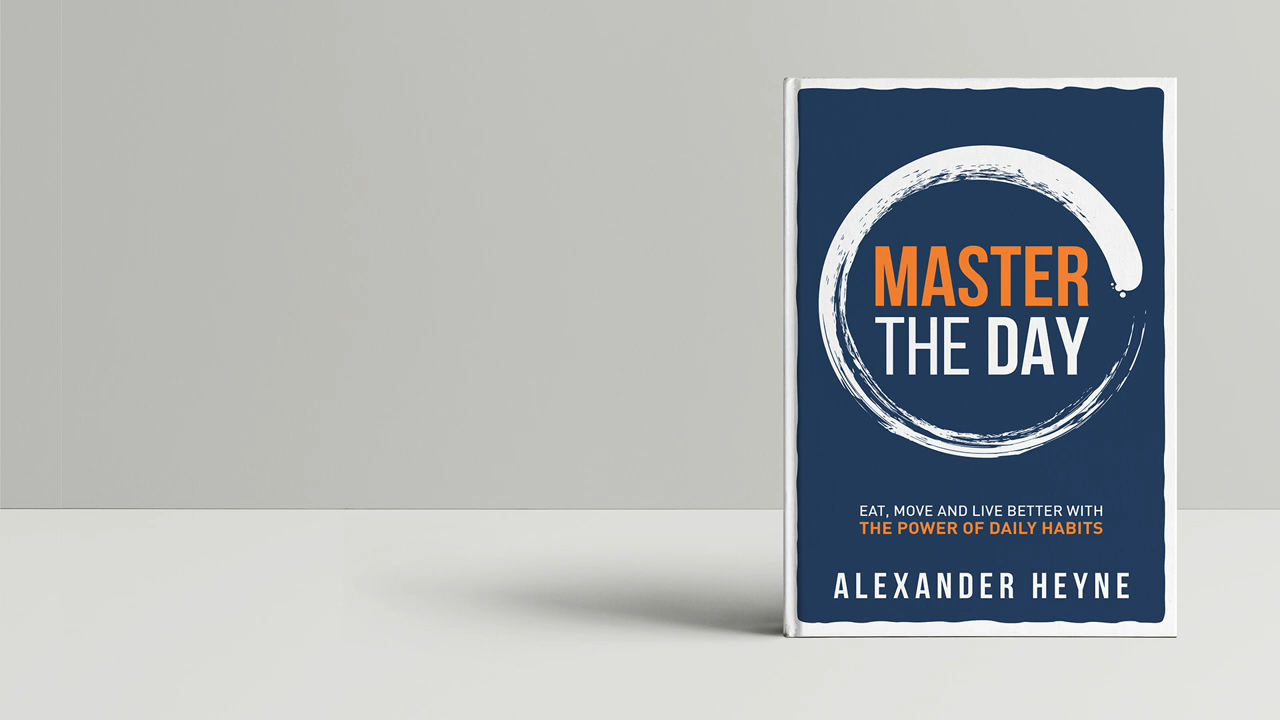 MASTER
THE DAY
EAT, MOVE AND LIVE BETTER WITH
THE POWER OF DAILY HABITS
ALEXANDER HEYNE